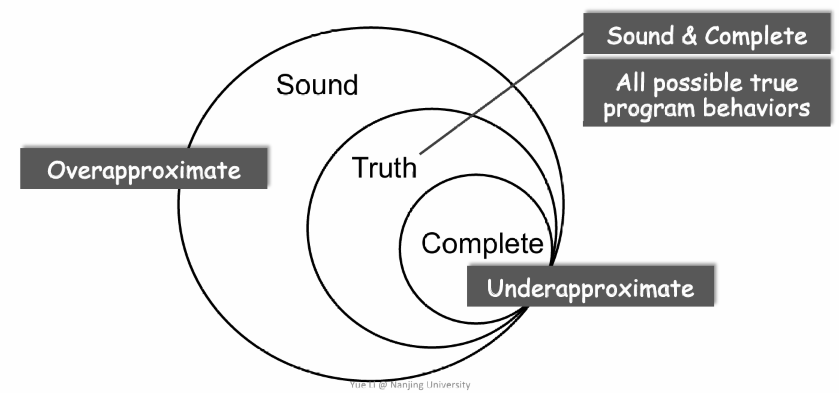 Sound & Complete
Sound
All possible true
program behaviors
Overapproximate
Truth
Complete
Underapproximate
Yue Li @ Nanjing University